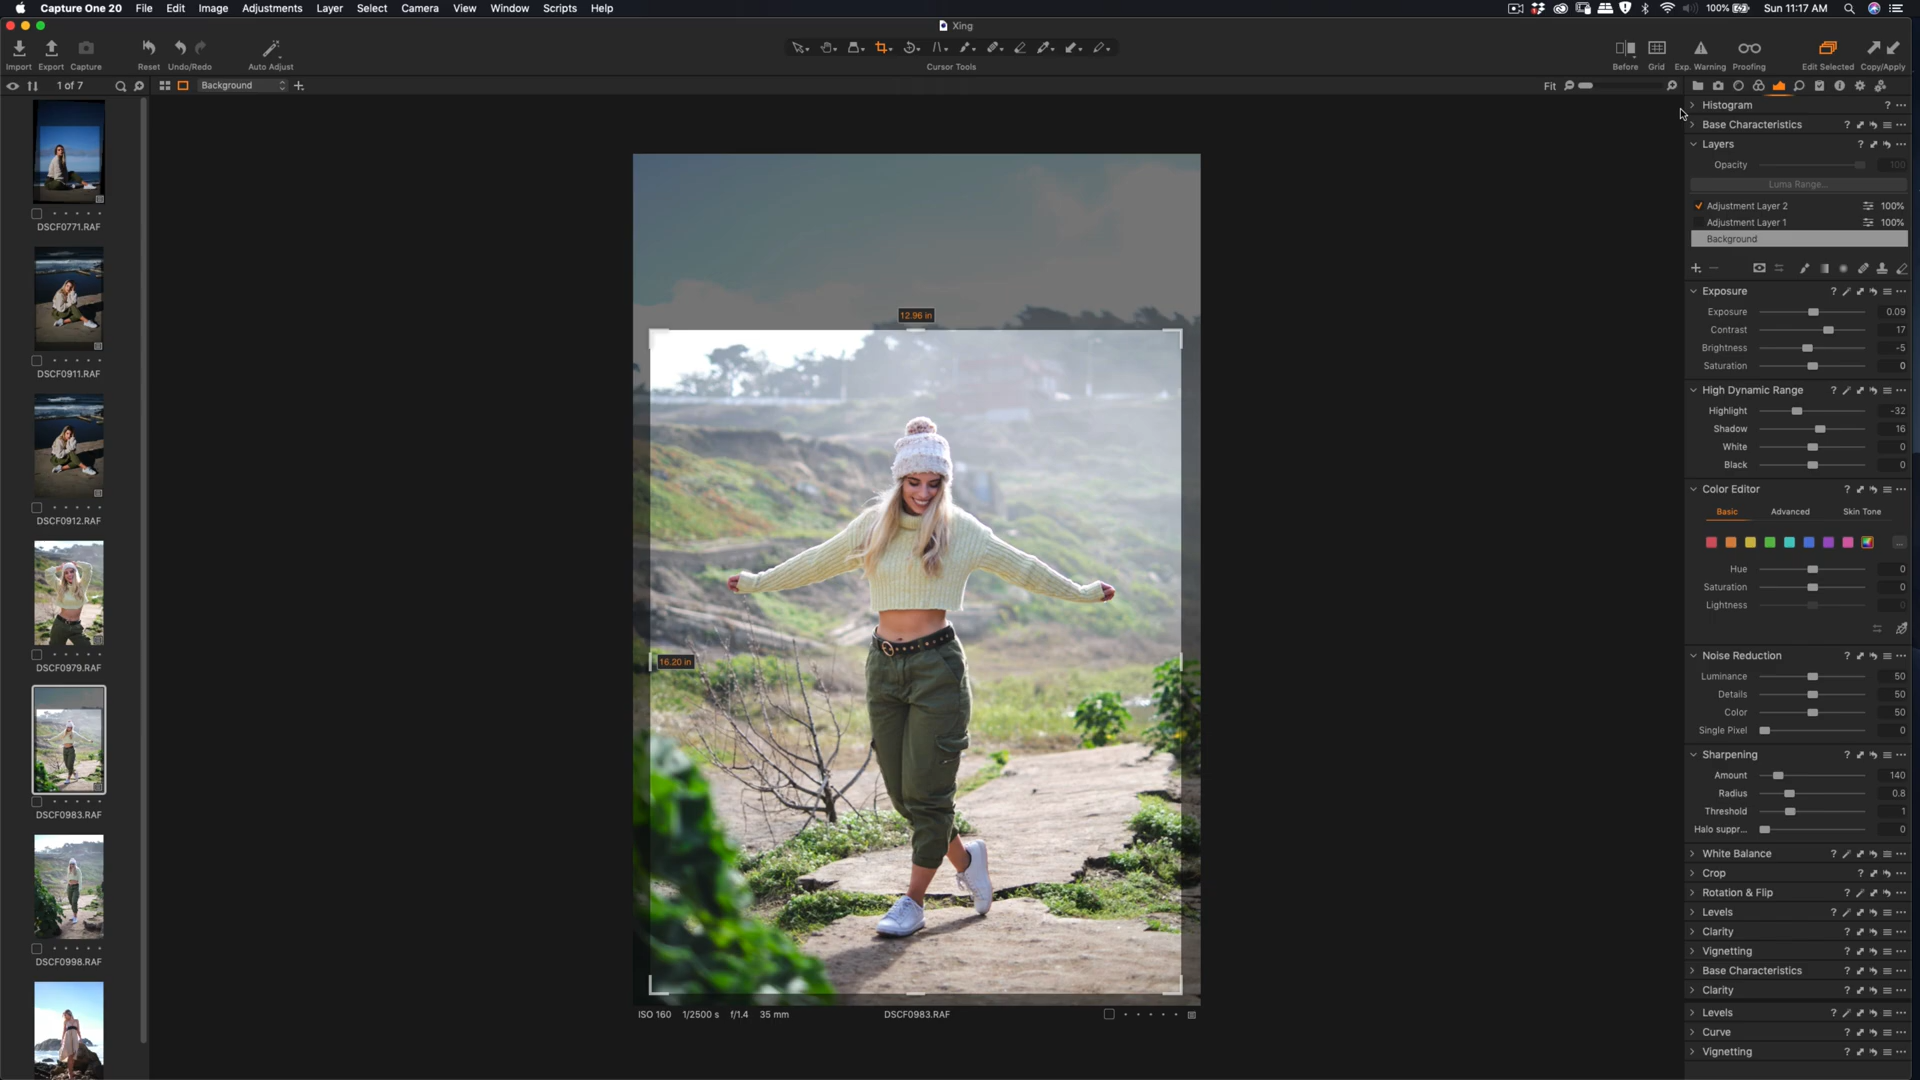 Capture One 20 File Edit Image Adjustments Layer Select Camera View Window Scripts Help 100% Sun 11:17 AM
Xing
Import Export Capture Reset Undo/Redo Auto Adjust Cursor Tools Before Grid Exp. Warning Proofing Edit Selected Copy/Apply
1 of 7 Background Fit
DSCF0771.RAF
DSCF0911.RAF
DSCF0912.RAF
DSCF0979.RAF
DSCF0983.RAF
DSCF0998.RAF
12.96 in
16.20 in
ISO 160 1/2500 s f/1.4 35 mm DSCF0983.RAF
Histogram
Base Characteristics
Layers
Opacity 100
Luma Range...
Adjustment Layer 2 100%
Adjustment Layer 1 100%
Background
Exposure
Exposure 0.09
Contrast 17
Brightness -5
Saturation 0
High Dynamic Range
Highlight -32
Shadow 16
White 0
Black 0
Color Editor
Basic Advanced Skin Tone
Hue 0
Saturation 0
Lightness 0
Noise Reduction
Luminance 50
Details 50
Color 50
Single Pixel 0
Sharpening
Amount 140
Radius 0.8
Threshold 1
Halo suppr... 0
White Balance
Crop
Rotation & Flip
Levels
Clarity
Vignetting
Base Characteristics
Clarity
Levels
Curve
Vignetting